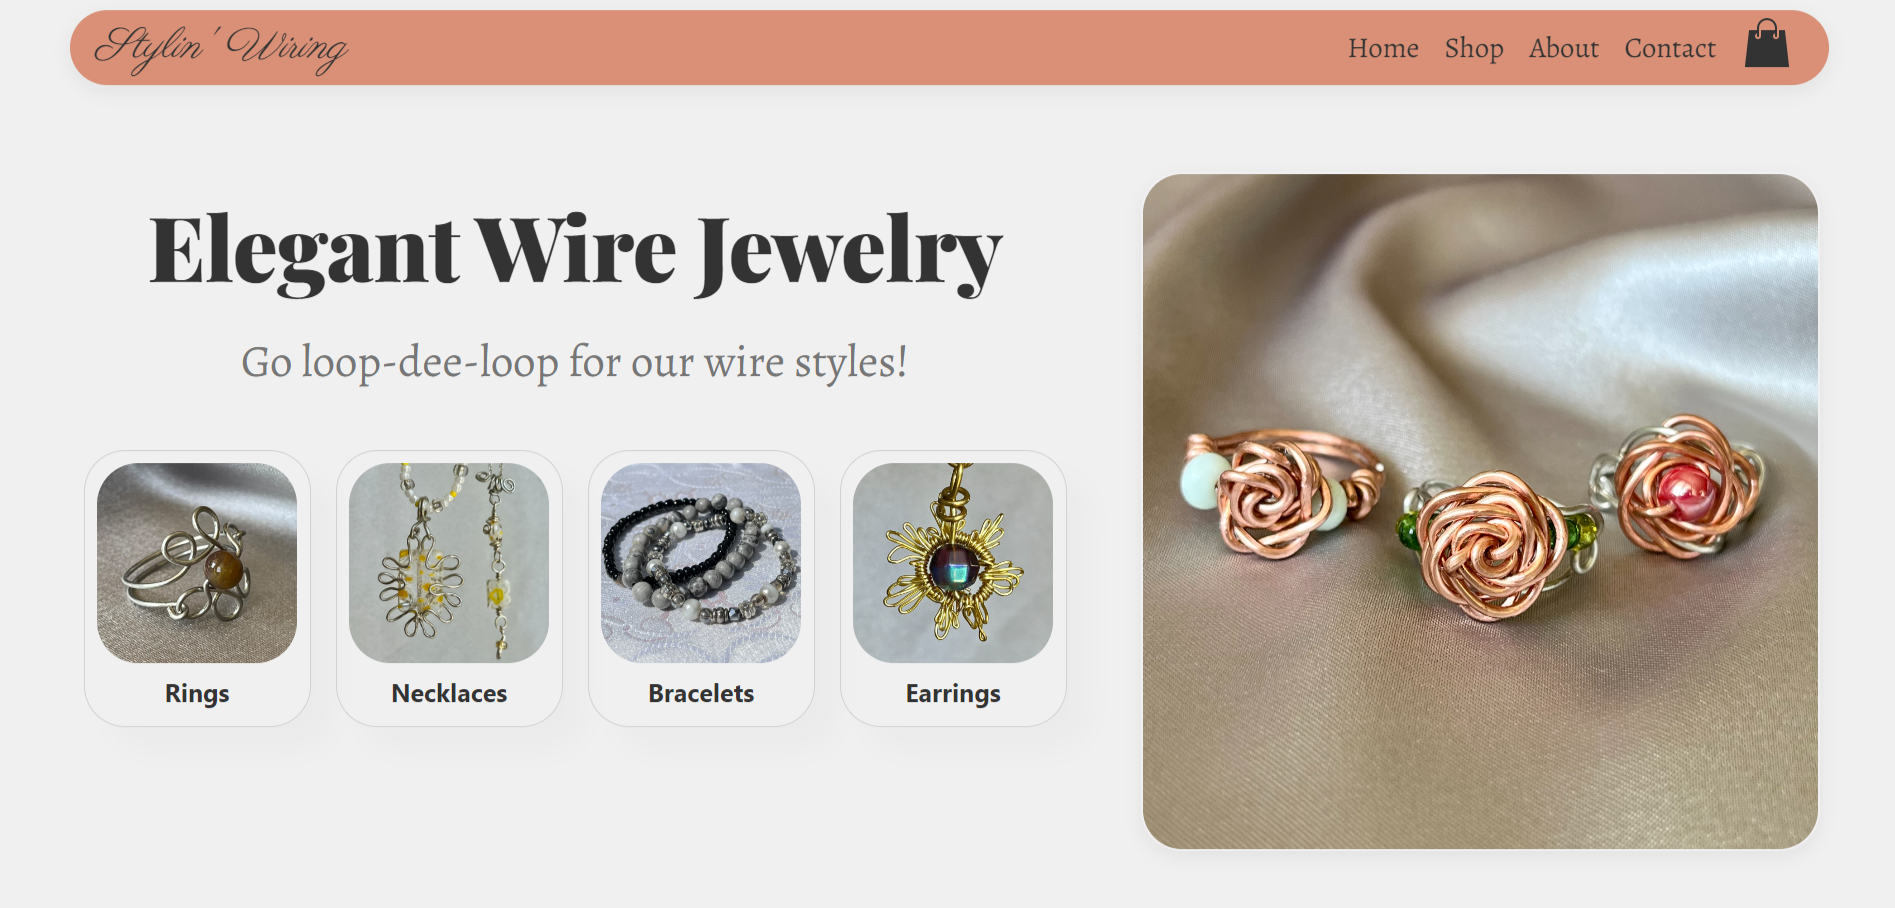 Stylin' Wiring
Home Shop About Contact
Elegant Wire Jewelry
Go loop-dee-loop for our wire styles!
Rings
Necklaces
Bracelets
Earrings